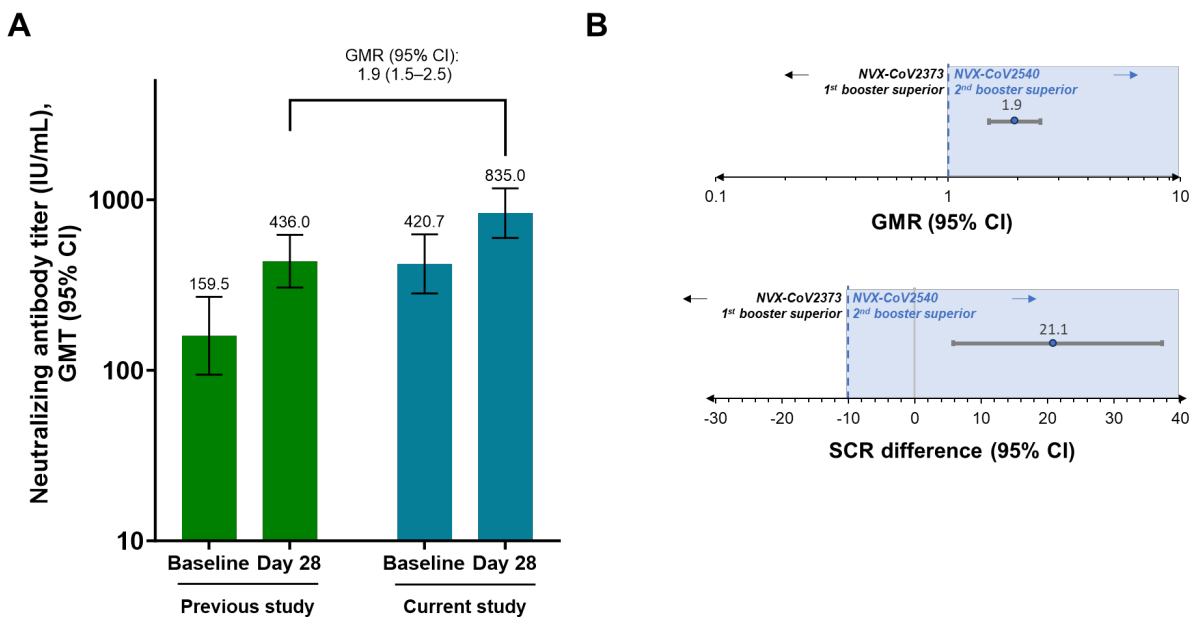 A
GMR (95% CI):
1.9 (1.5–2.5)
Neutralizing antibody titer (IU/mL),
GMT (95% CI)
1000
100
10
159.5
436.0
420.7
835.0
Baseline Day 28 Baseline Day 28
Previous study Current study
B
NVX-CoV2373 NVX-CoV2540
1st booster superior 2nd booster superior
1.9
0.1 1 10
GMR (95% CI)
NVX-CoV2373 NVX-CoV2540
1st booster superior 2nd booster superior
21.1
-30 -20 -10 0 10 20 30 40
SCR difference (95% CI)